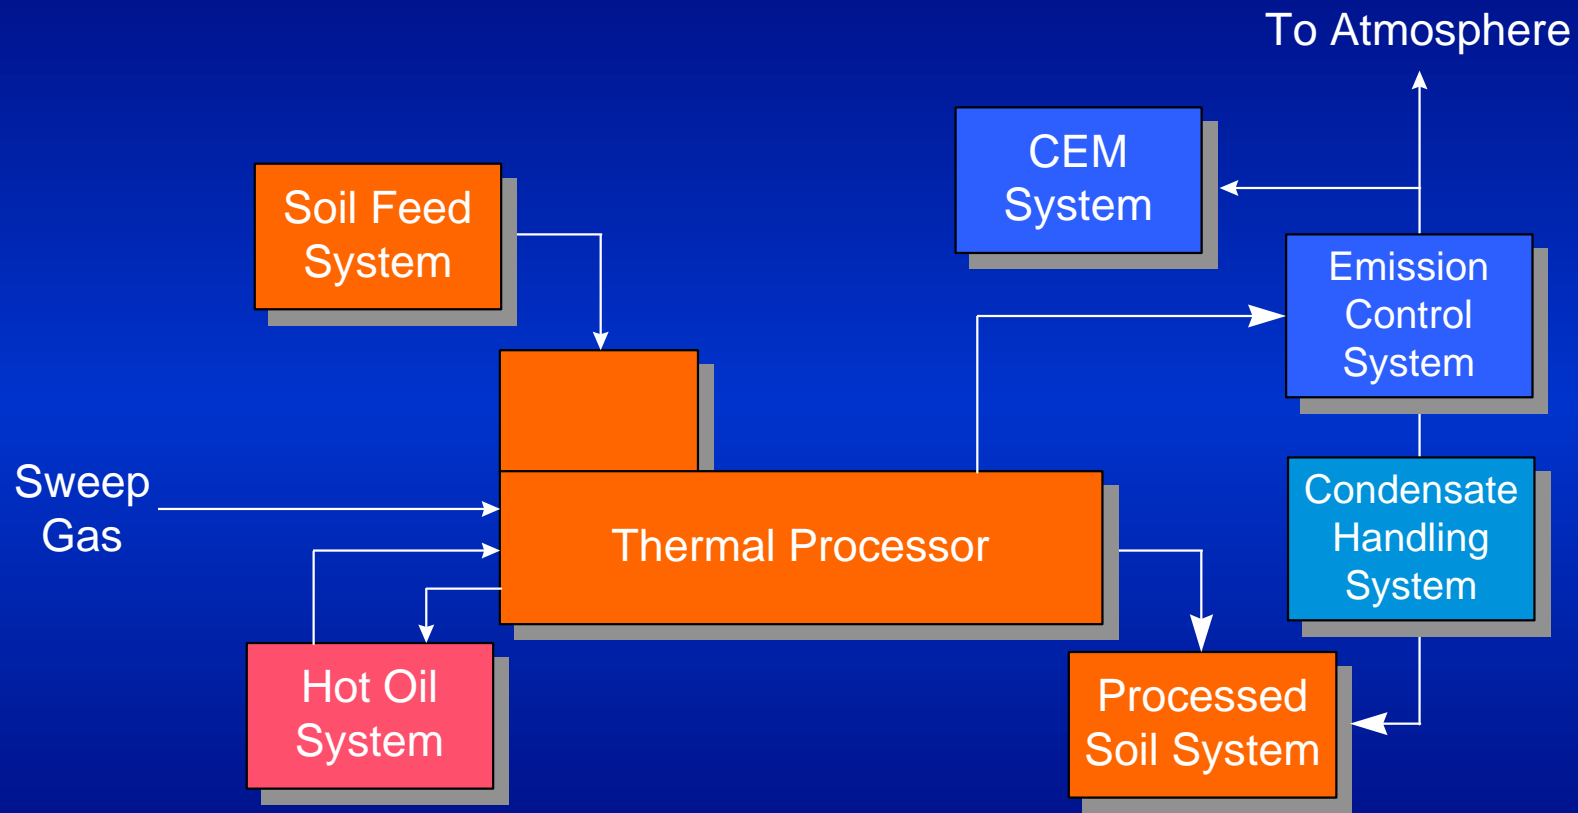 To Atmosphere
CEM
System
Soil Feed
System
Emission
Control
System
Sweep
Gas
Thermal Processor
Condensate
Handling
System
Hot Oil
System
Processed
Soil System